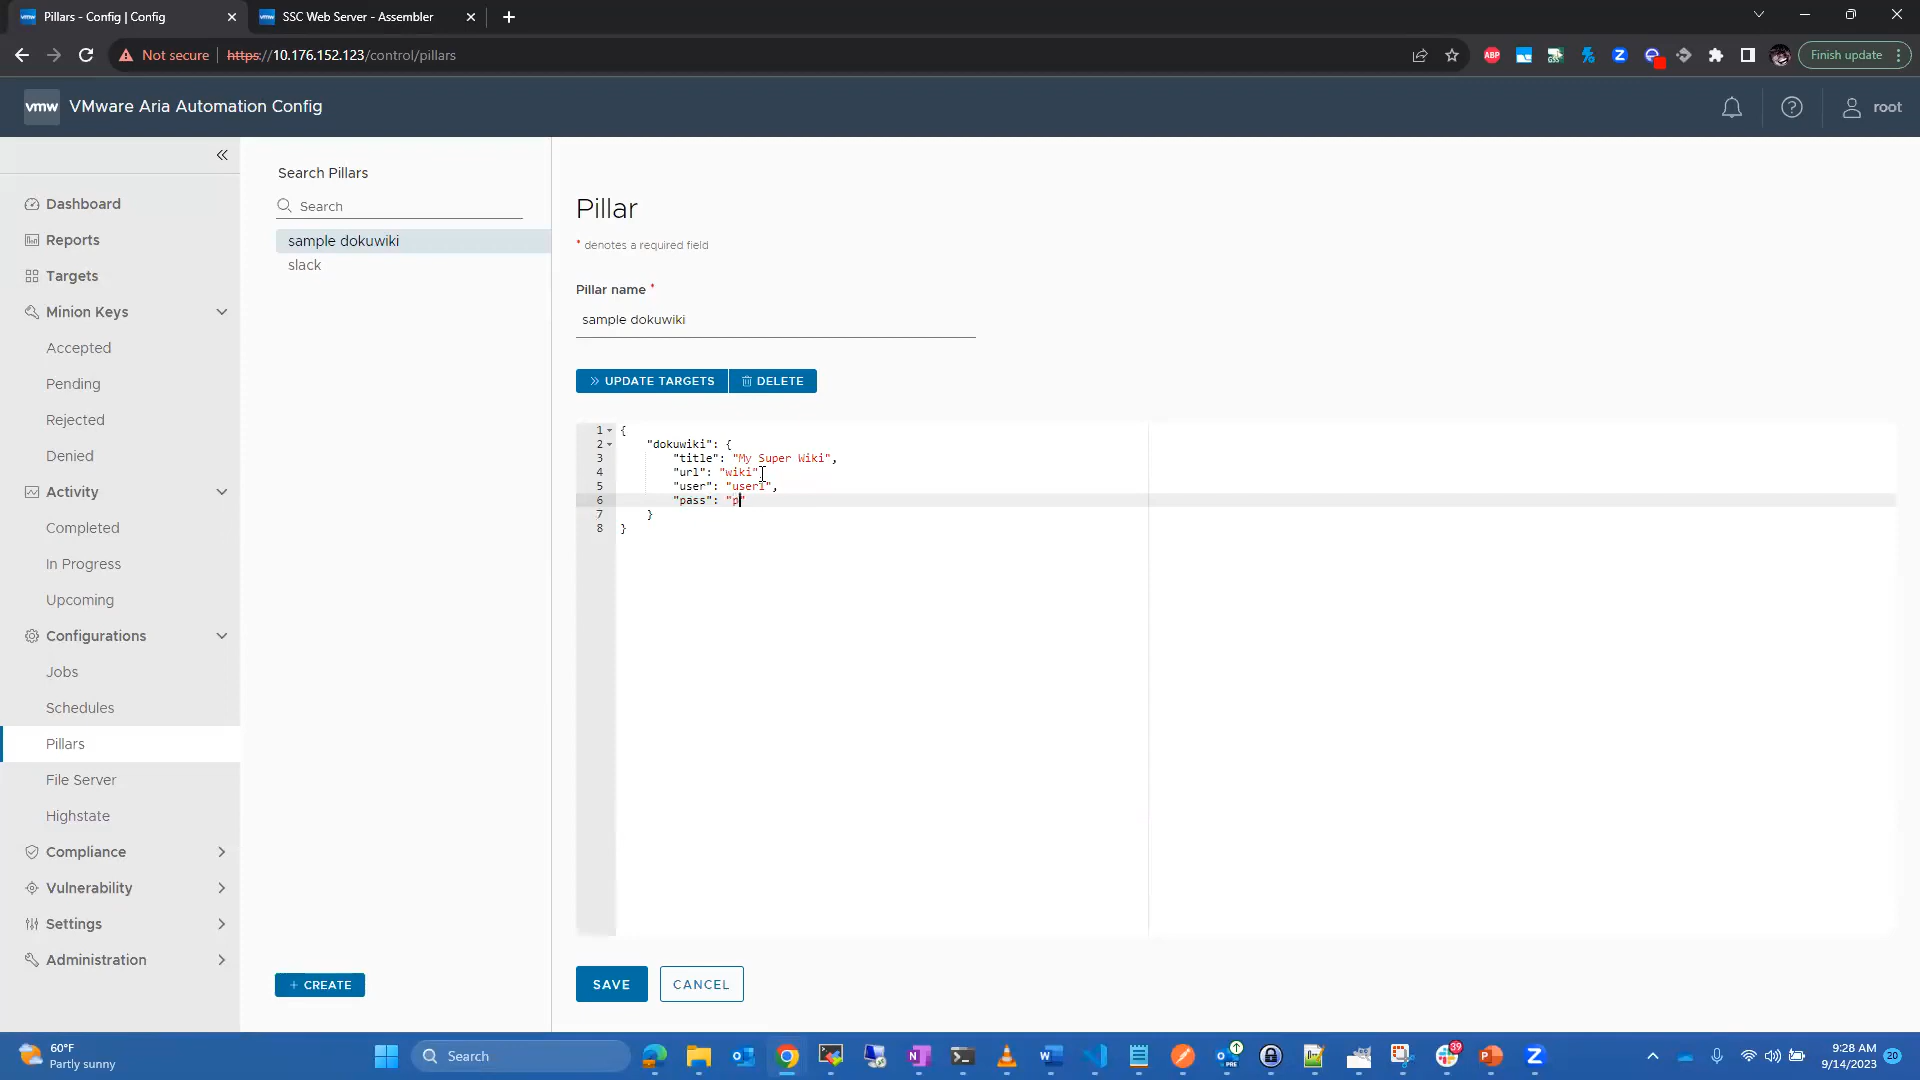 Pillars - Config | Config
SSC Web Server - Assembler
Not secure
https://10.176.152.123/control/pillars
ABP
Finish update
vmw
VMware Aria Automation Config
root
Dashboard
Reports
Targets
Minion Keys
Accepted
Pending
Rejected
Denied
Activity
Completed
In Progress
Upcoming
Configurations
Jobs
Schedules
Pillars
File Server
Highstate
Compliance
Vulnerability
Settings
Administration
Search Pillars
Search
sample dokuwiki
slack
+ CREATE
Pillar
* denotes a required field
Pillar name *
sample dokuwiki
UPDATE TARGETS
DELETE
1 {
2 "dokuwiki": {
3 "title": "My Super Wiki",
4 "url": "wiki"
5 "user": "user1",
6 "pass": "p"
7 }
8 }
SAVE
CANCEL
60°F
Partly sunny
Search
PRE
39
9:28 AM
9/14/2023
20